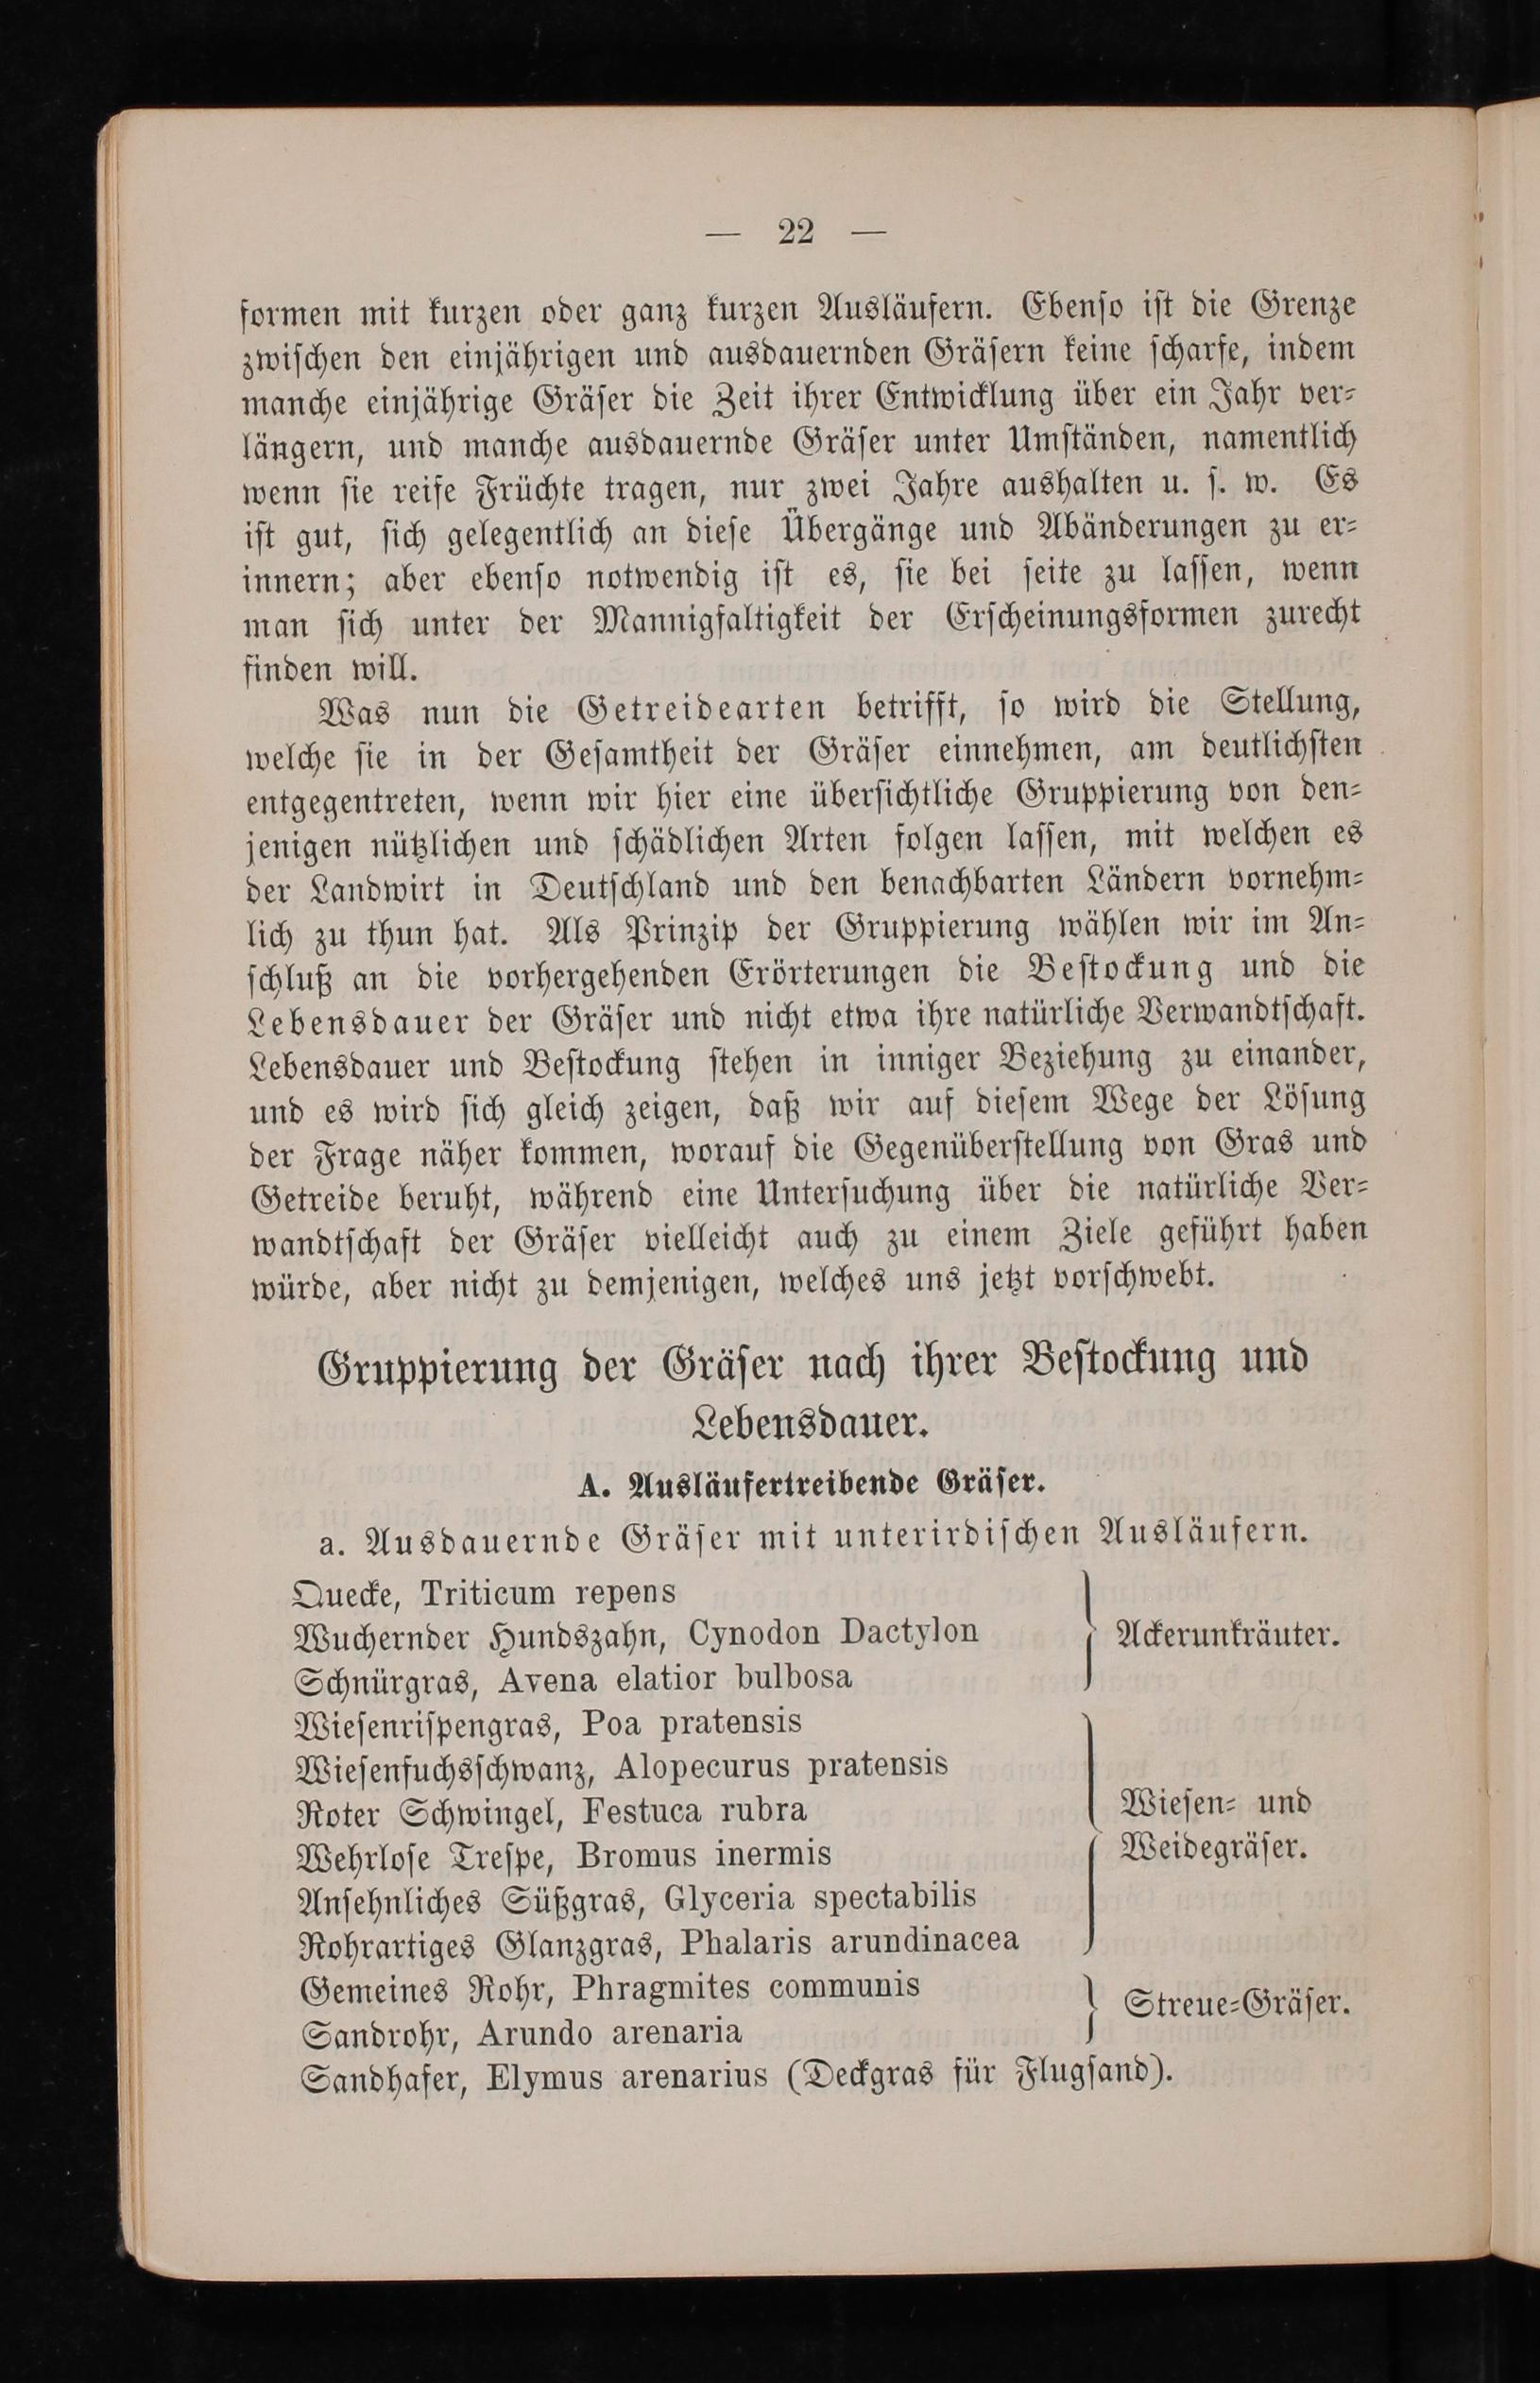 — 22 —
formen mit kurzen oder ganz kurzen Ausläufern. Ebenſo iſt die Grenze
zwiſchen den einjährigen und ausdauernden Gräſern keine ſcharfe, indem
manche einjährige Gräſer die Zeit ihrer Entwicklung über ein Jahr ver⸗
längern, und manche ausdauernde Gräſer unter Umſtänden, namentlich
wenn ſie reife Früchte tragen, nur zwei Jahre aushalten u. ſ. w. Es
iſt gut, ſich gelegentlich an dieſe Übergänge und Abänderungen zu er⸗
innern; aber ebenſo notwendig iſt es, ſie bei ſeite zu laſſen, wenn
man ſich unter der Mannigfaltigkeit der Erſcheinungsformen zurecht
finden will.
Was nun die Getreidearten betrifft, ſo wird die Stellung,
welche ſie in der Geſamtheit der Gräſer einnehmen, am deutlichſten
entgegentreten, wenn wir hier eine überſichtliche Gruppierung von den⸗
jenigen nützlichen und ſchädlichen Arten folgen laſſen, mit welchen es
der Landwirt in Deutſchland und den benachbarten Ländern vornehm⸗
lich zu thun hat. Als Prinzip der Gruppierung wählen wir im An⸗
ſchluß an die vorhergehenden Erörterungen die Beſtockung und die
Lebensdauer der Gräſer und nicht etwa ihre natürliche Verwandtſchaft.
Lebensdauer und Beſtockung ſtehen in inniger Beziehung zu einander,
und es wird ſich gleich zeigen, daß wir auf dieſem Wege der Löſung
der Frage näher kommen, worauf die Gegenüberſtellung von Gras und
Getreide beruht, während eine Unterſuchung über die natürliche Ver⸗
wandtſchaft der Gräſer vielleicht auch zu einem Ziele geführt haben
würde, aber nicht zu demjenigen, welches uns jetzt vorſchwebt.
Gruppierung der Gräſer nach ihrer Beſtockung und
Lebensdauer.
A. Ausläufertreibende Gräſer.
a. Ausdauernde Gräſer mit unterirdiſchen Ausläufern.
Quecke, Triticum repens
Wuchernder Hundszahn, Cynodon Dactylon
Schnürgras, Avena elatior bulbosa
Ackerunkräuter.
Wieſenriſpengras, Poa pratensis
Wieſenfuchsſchwanz, Alopecurus pratensis
Roter Schwingel, Festuca rubra
Wehrloſe Treſpe, Bromus inermis
Anſehnliches Süßgras, Glyceria spectabilis
Rohrartiges Glanzgras, Phalaris arundinacea
Wieſen⸗ und
Weidegräſer.
Gemeines Rohr, Phragmites communis
Sandrohr, Arundo arenaria
Streue⸗Gräſer.
Sandhafer, Elymus arenarius (Deckgras für Flugſand).